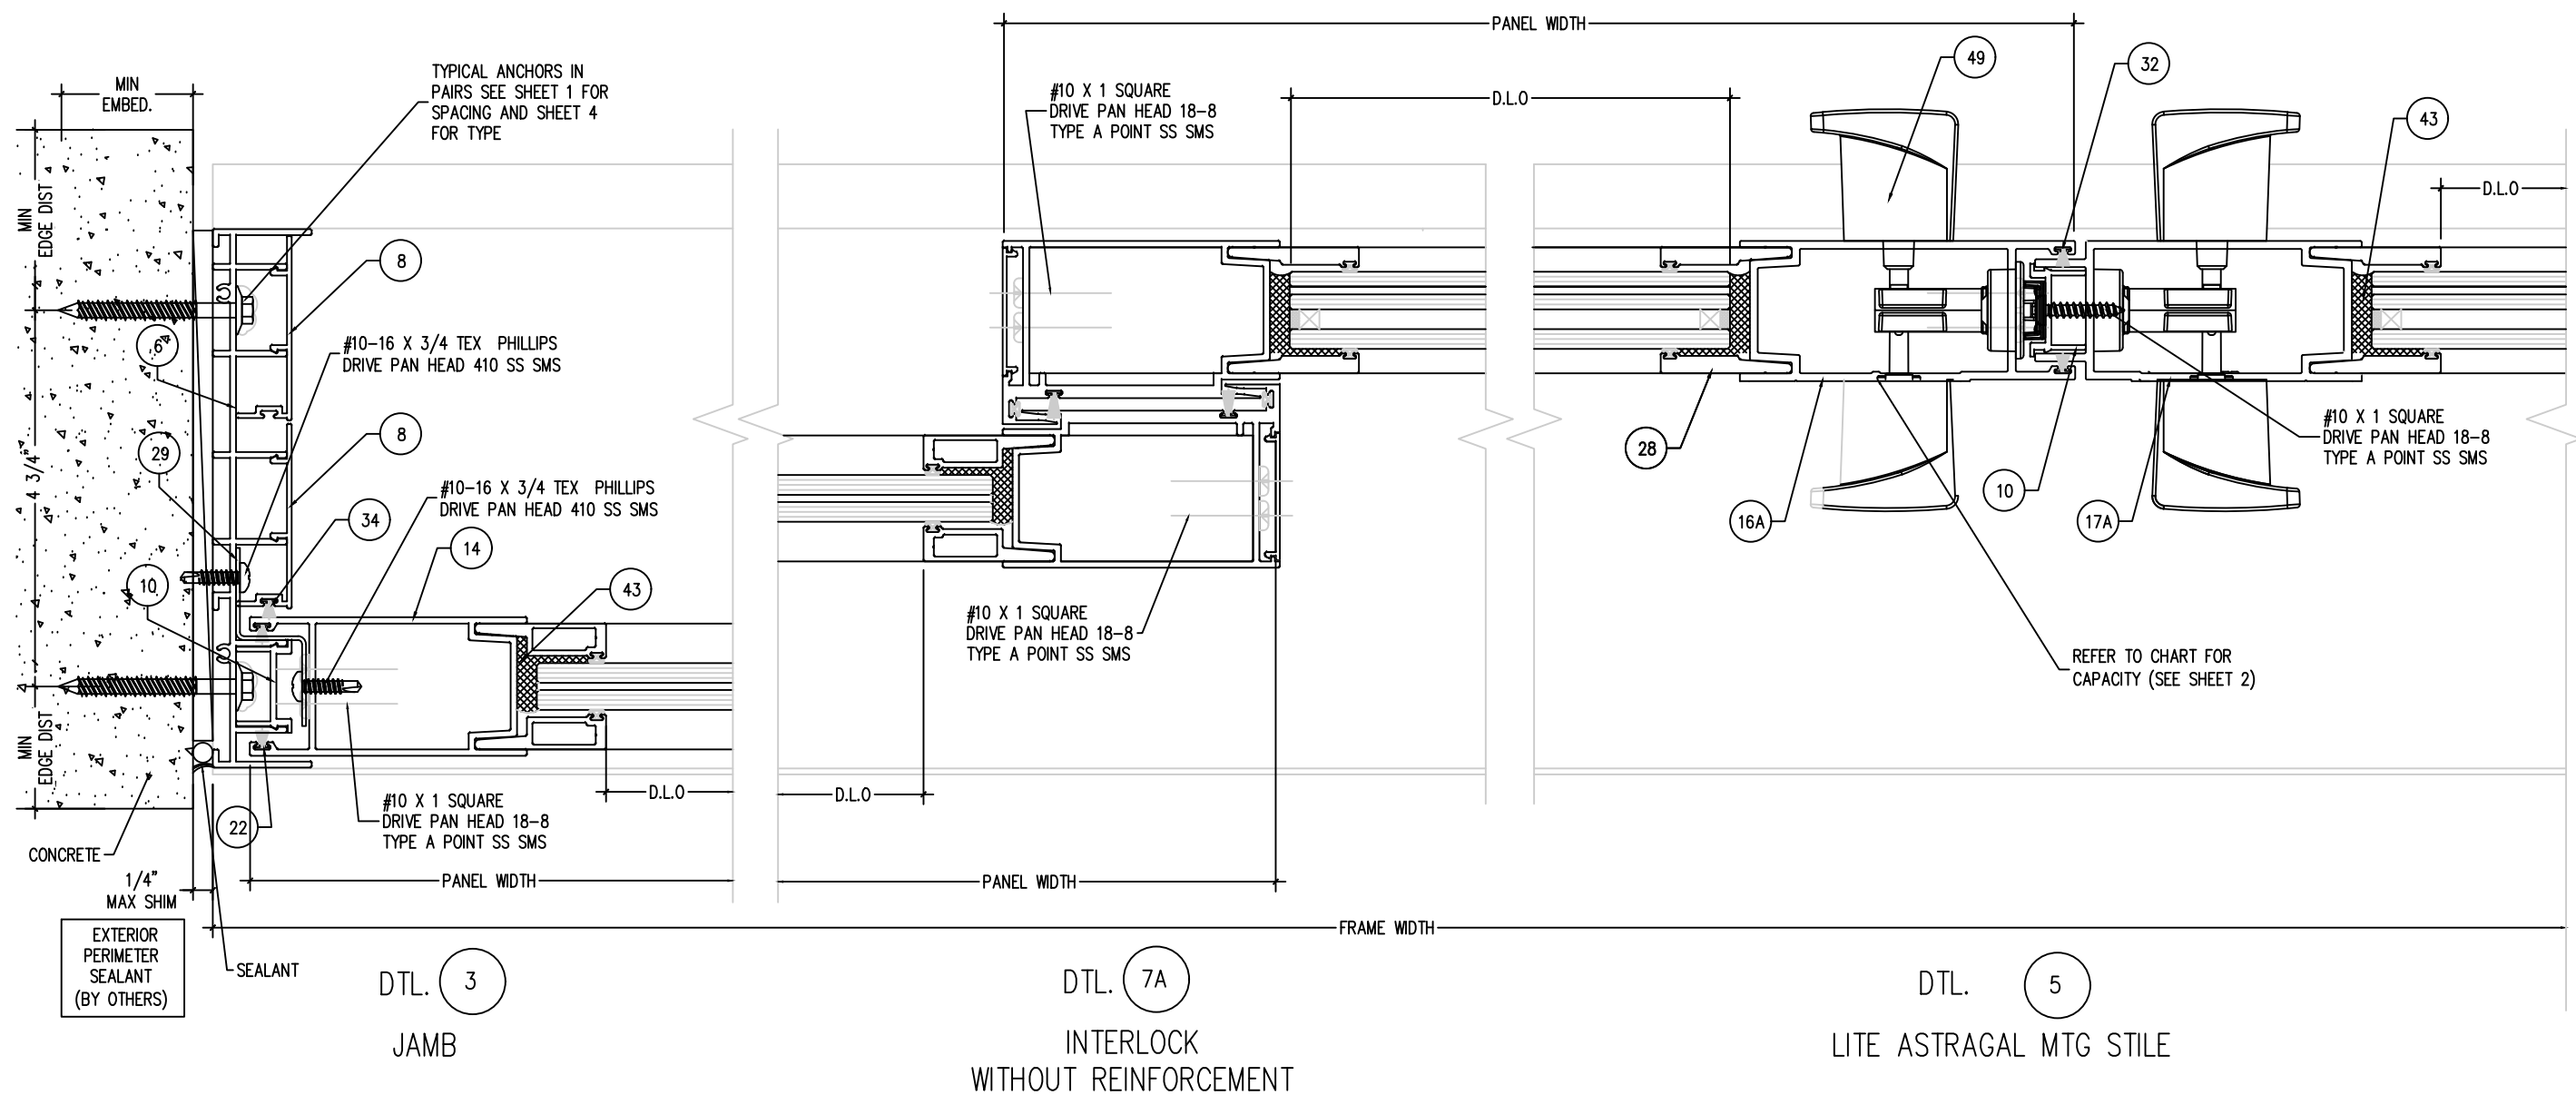 PANEL WIDTH
MIN
EMBED.
TYPICAL ANCHORS IN
PAIRS SEE SHEET 1 FOR
SPACING AND SHEET 4
FOR TYPE
#10 X 1 SQUARE
DRIVE PAN HEAD 18-8
TYPE A POINT SS SMS
D.L.O
49
32
43
D.L.O
MIN
EDGE DIST
8
6
#10-16 X 3/4 TEX PHILLIPS
DRIVE PAN HEAD 410 SS SMS
8
29
4 3/4"
#10-16 X 3/4 TEX PHILLIPS
DRIVE PAN HEAD 410 SS SMS
34
14
10
43
28
16A
10
17A
#10 X 1 SQUARE
DRIVE PAN HEAD 18-8
TYPE A POINT SS SMS
#10 X 1 SQUARE
DRIVE PAN HEAD 18-8
TYPE A POINT SS SMS
REFER TO CHART FOR
CAPACITY (SEE SHEET 2)
MIN
EDGE DIST
22
#10 X 1 SQUARE
DRIVE PAN HEAD 18-8
TYPE A POINT SS SMS
D.L.O
D.L.O
CONCRETE
1/4"
MAX SHIM
PANEL WIDTH
PANEL WIDTH
FRAME WIDTH
EXTERIOR
PERIMETER
SEALANT
(BY OTHERS)
SEALANT
DTL. 3
JAMB
DTL. 7A
INTERLOCK
WITHOUT REINFORCEMENT
DTL. 5
LITE ASTRAGAL MTG STILE